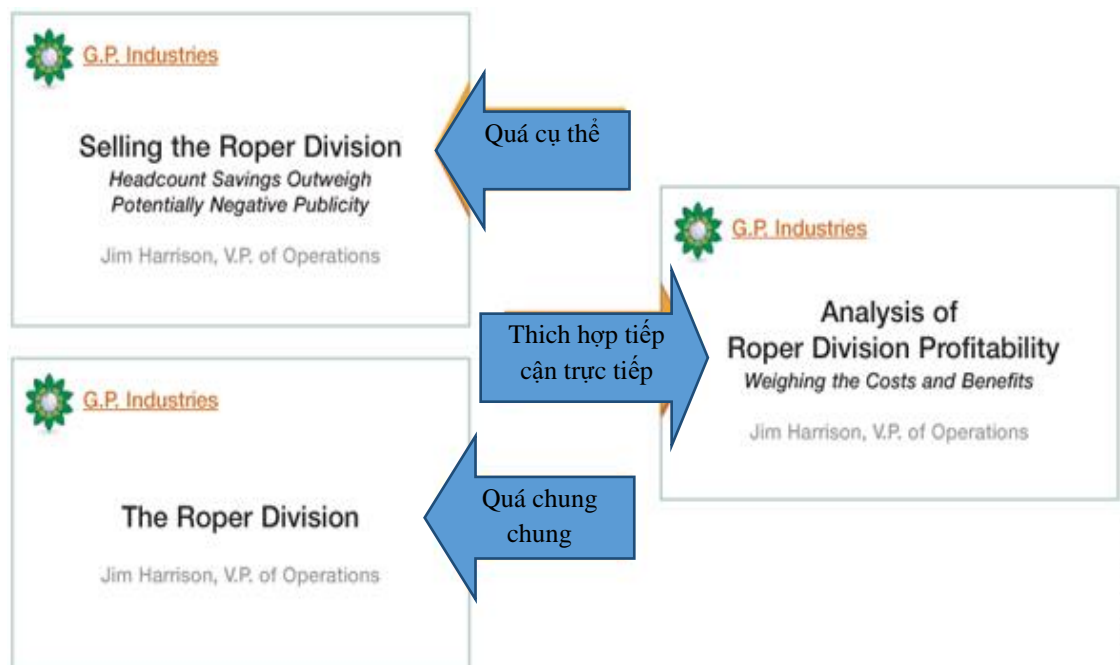 G.P. Industries
Selling the Roper Division
Headcount Savings Outweigh
Potentially Negative Publicity
Jim Harrison, V.P. of Operations
Quá cụ thể
G.P. Industries
Analysis of
Roper Division Profitability
Weighing the Costs and Benefits
Jim Harrison, V.P. of Operations
Thich hợp tiếp
cận trực tiếp
G.P. Industries
The Roper Division
Jim Harrison, V.P. of Operations
Quá chung
chung